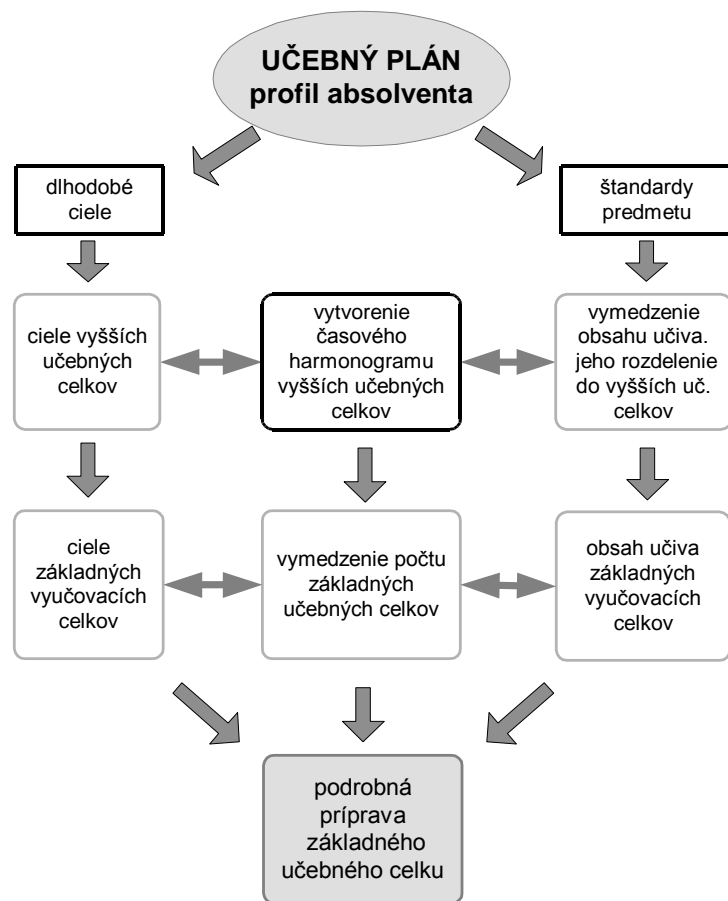 UČEBNÝ PLÁN
profil absolventa
dlhodobé
ciele
štandardy
predmetu
ciele vyšších
učebných
celkov
vytvorenie
časového
harmonogramu
vyšších učebných
celkov
vymedzenie
obsahu učiva.
jeho rozdelenie
do vyšších uč.
celkov
ciele
základných
vyučovacích
celkov
vymedzenie počtu
základných
učebných celkov
obsah učiva
základných
vyučovacích
celkov
podrobná
príprava
základného
učebného celku